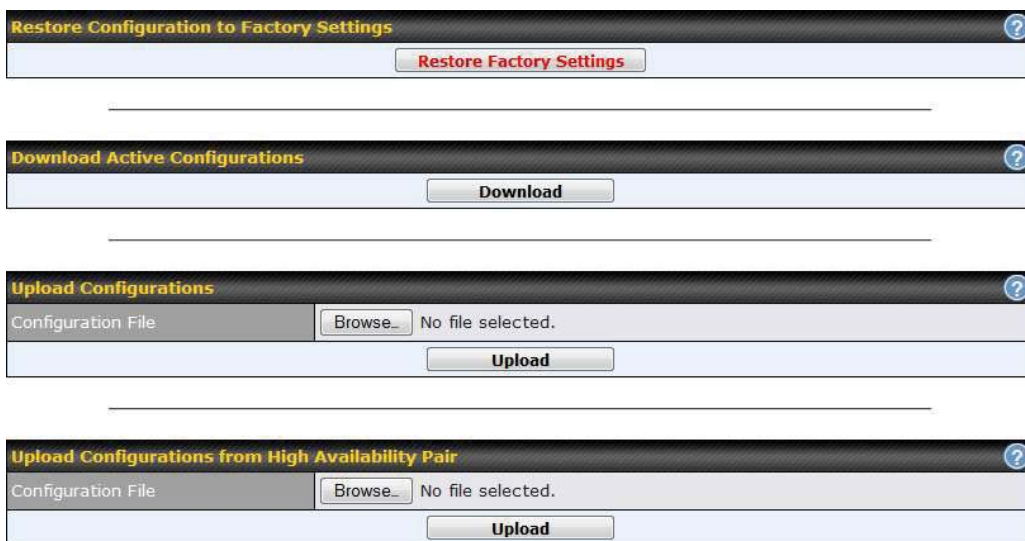 Restore Configuration to Factory Settings ?
Restore Factory Settings
Download Active Configurations ?
Download
Upload Configurations ?
Configuration File Browse… No file selected.
Upload
Upload Configurations from High Availability Pair ?
Configuration File Browse… No file selected.
Upload